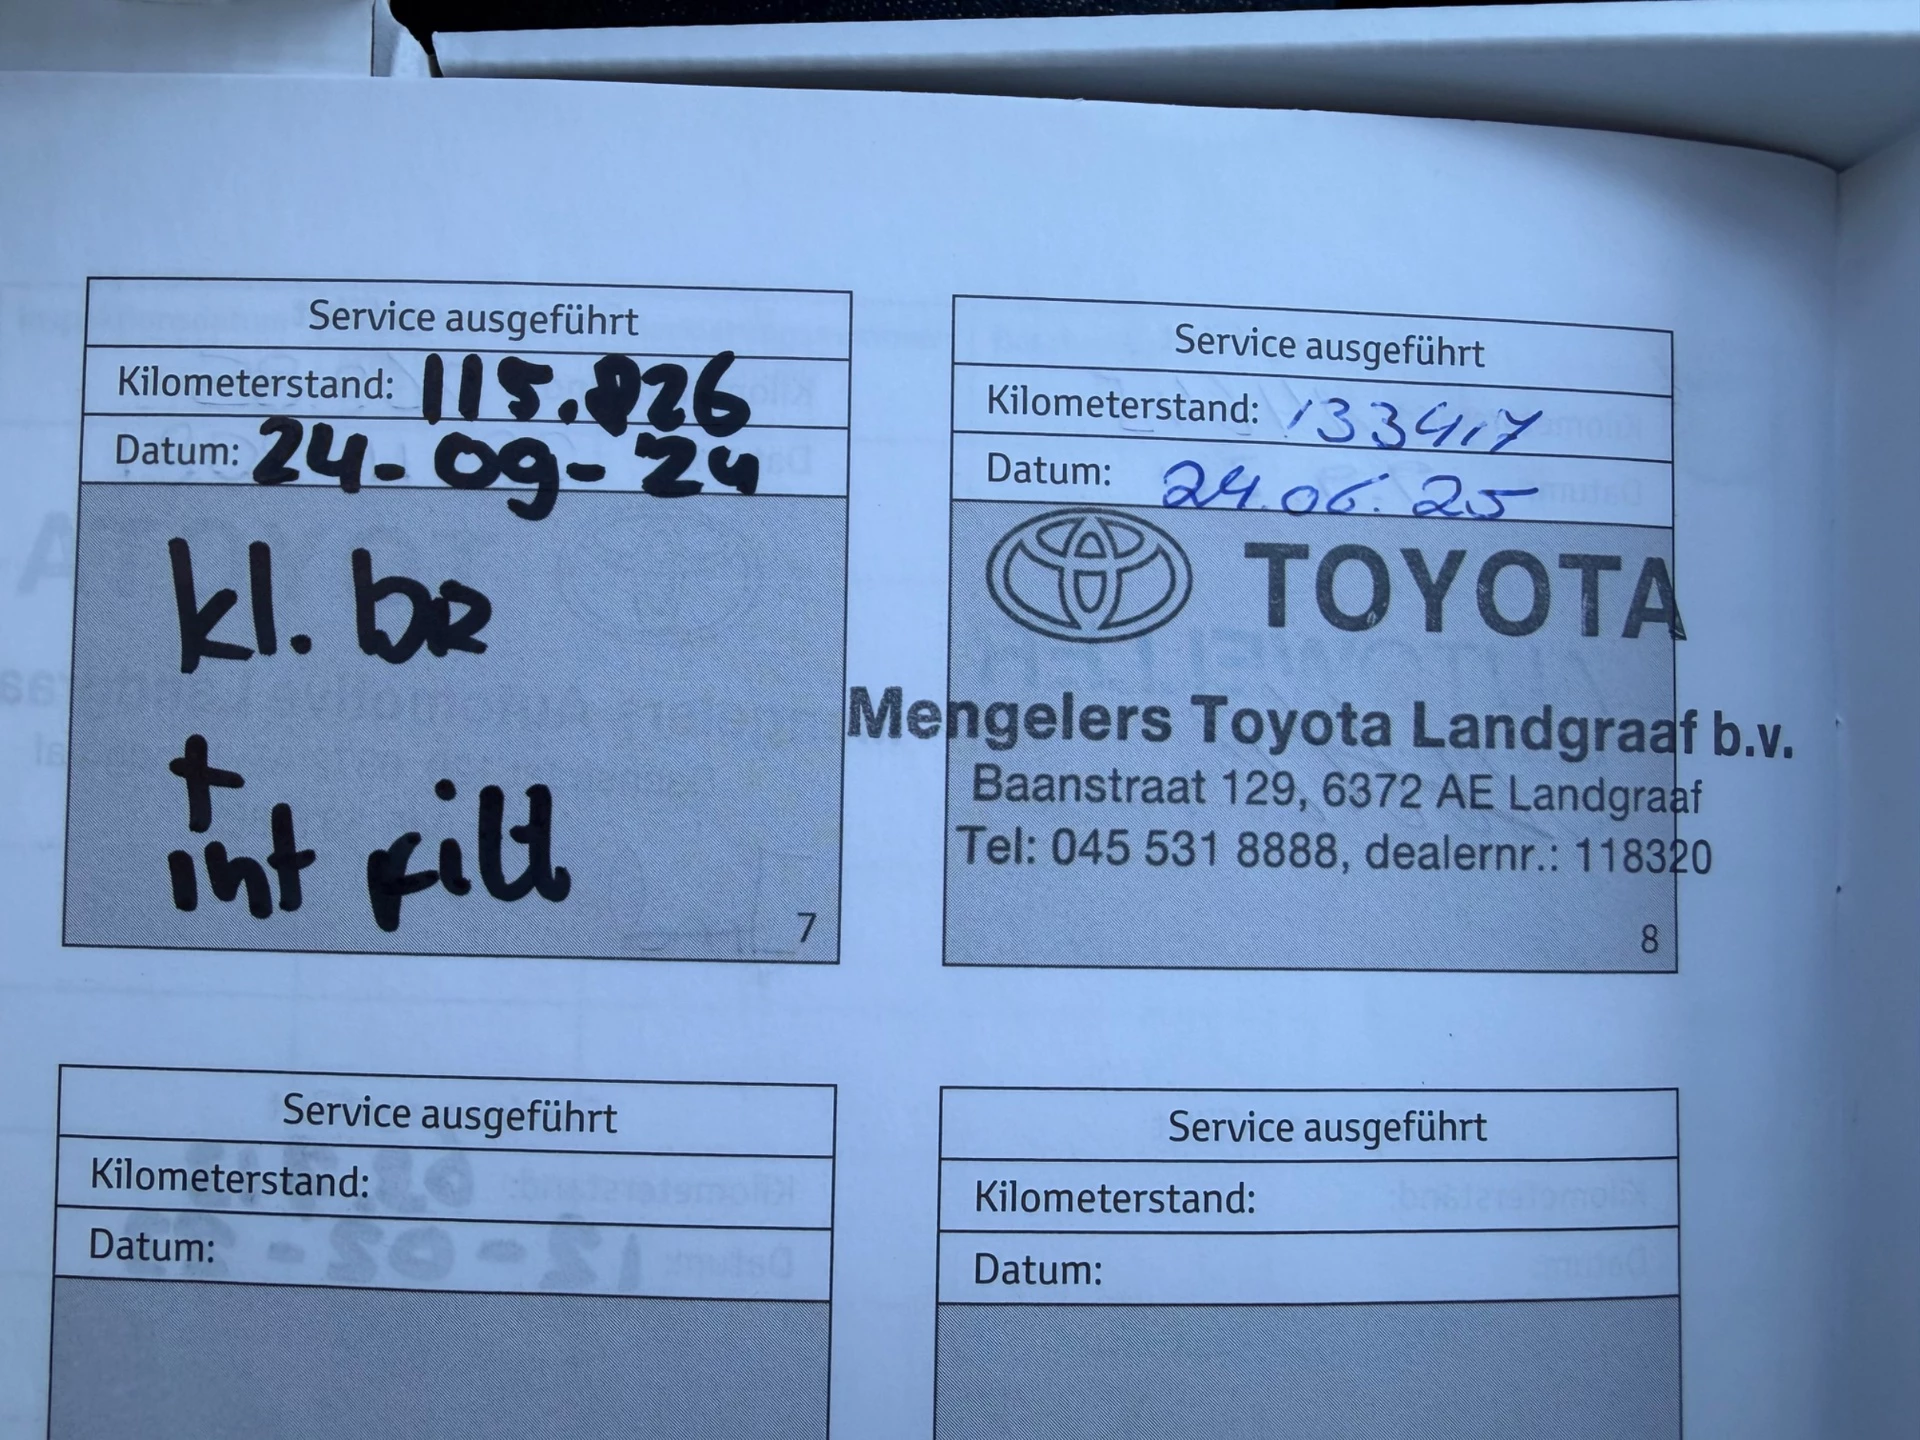 Service ausgeführt
Kilometerstand: 115.826
Datum: 24-09-24
kl. bR
+
int filt
7
Service ausgeführt
Kilometerstand: 133417
Datum: 24.06.25
TOYOTA
Mengelers Toyota Landgraaf b.v.
Baanstraat 129, 6372 AE Landgraaf
Tel: 045 531 8888, dealernr.: 118320
8
Service ausgeführt
Kilometerstand:
Datum:
Service ausgeführt
Kilometerstand:
Datum: